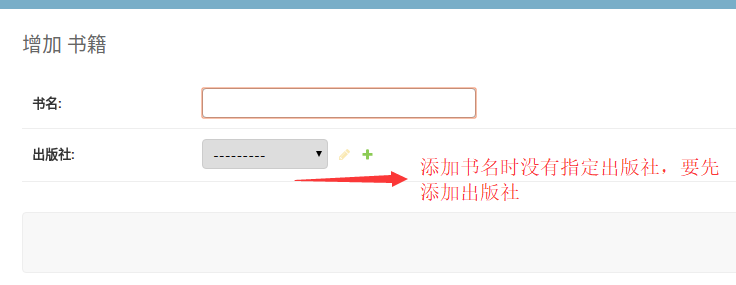 增加 书籍
书名:
出版社:
---------
添加书名时没有指定出版社，要先
添加出版社